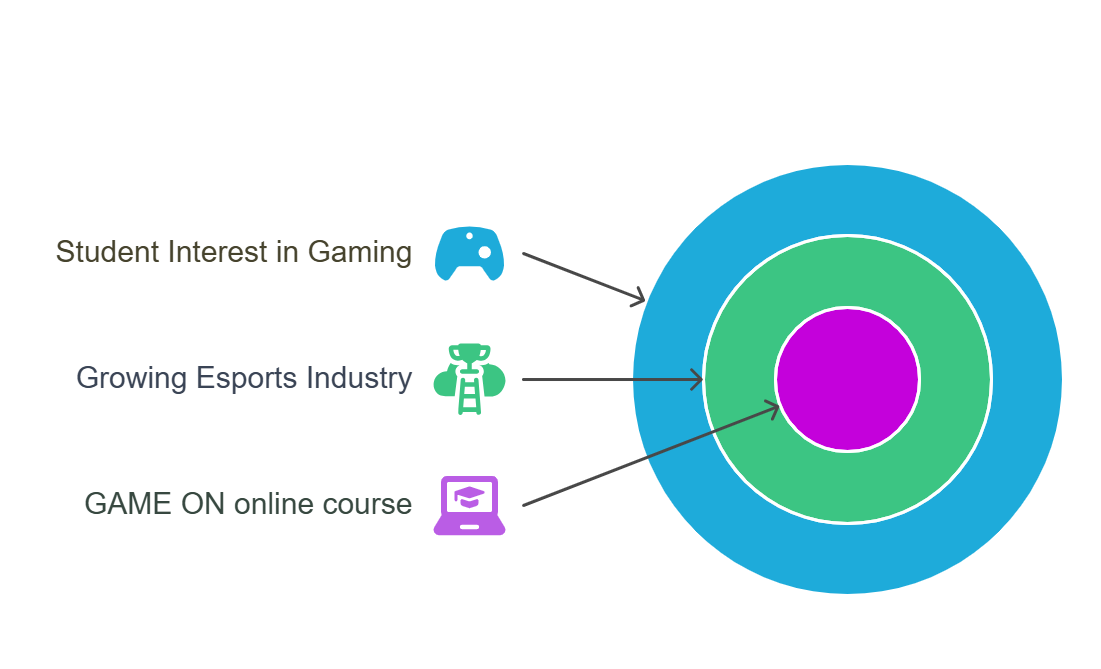 Student Interest in Gaming
Growing Esports Industry
GAME ON online course